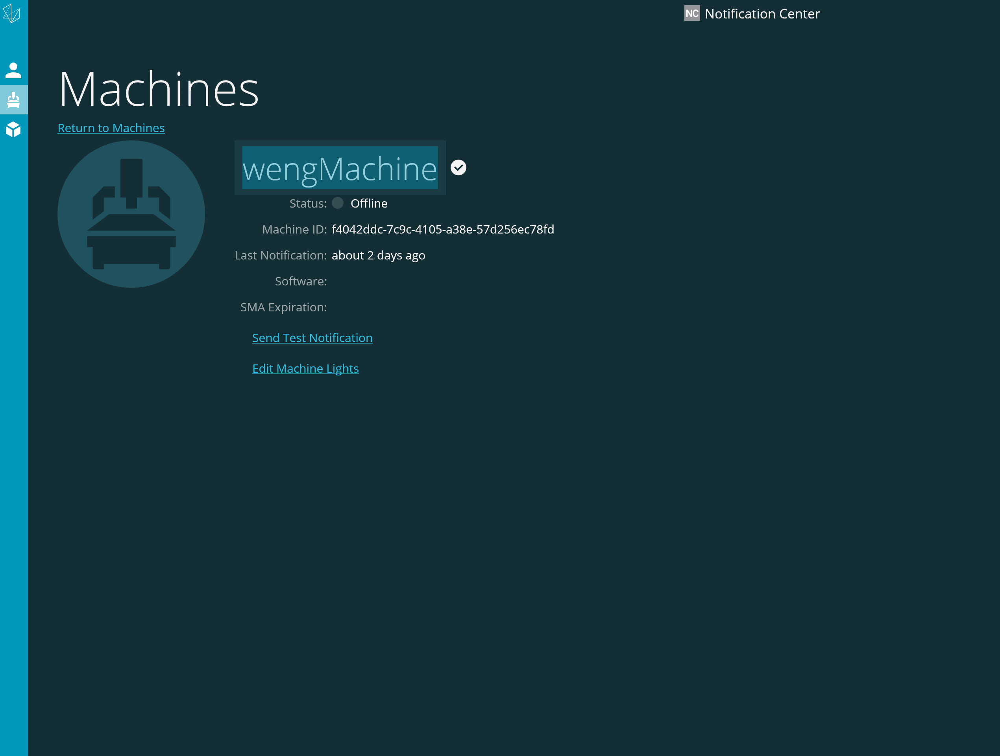 NC Notification Center
Machines
Return to Machines
wengMachine
Status: Offline
Machine ID: f4042ddc-7c9c-4105-a38e-57d256ec78fd
Last Notification: about 2 days ago
Software:
SMA Expiration:
Send Test Notification
Edit Machine Lights